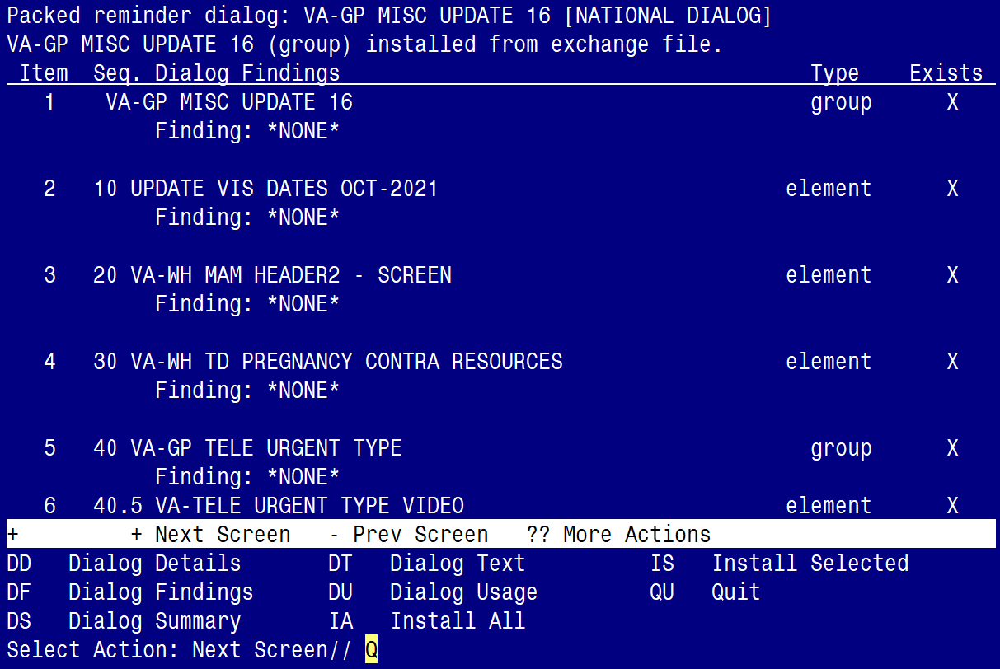 Packed reminder dialog: VA-GP MISC UPDATE 16 [NATIONAL DIALOG]
VA-GP MISC UPDATE 16 (group) installed from exchange file.
Item Seq. Dialog Findings Type Exists
1 VA-GP MISC UPDATE 16 group X
Finding: *NONE*
2 10 UPDATE VIS DATES OCT-2021 element X
Finding: *NONE*
3 20 VA-WH MAM HEADER2 - SCREEN element X
Finding: *NONE*
4 30 VA-WH TD PREGNANCY CONTRA RESOURCES element X
Finding: *NONE*
5 40 VA-GP TELE URGENT TYPE group X
Finding: *NONE*
6 40.5 VA-TELE URGENT TYPE VIDEO element X
+ + Next Screen - Prev Screen ?? More Actions
DD Dialog Details DT Dialog Text IS Install Selected
DF Dialog Findings DU Dialog Usage QU Quit
DS Dialog Summary IA Install All
Select Action: Next Screen// Q